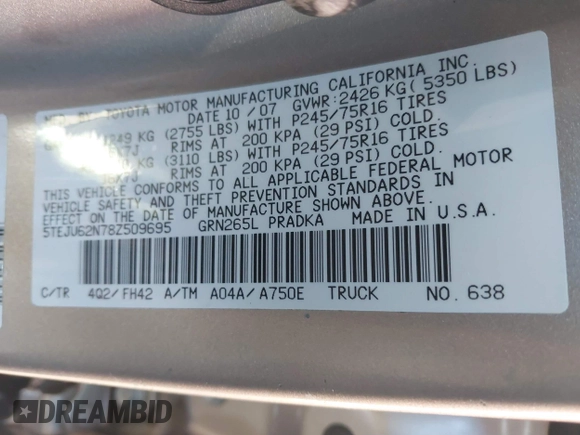 MFD. BY TOYOTA MOTOR MANUFACTURING CALIFORNIA INC.
DATE 10 / 07 GVWR: 2426 KG ( 5350 LBS)
1249 KG (2755 LBS) WITH P245/75R16 TIRES
RIMS AT 200 KPA (29 PSI) COLD.
KG (3110 LBS) WITH P245/75R16 TIRES
RIMS AT 200 KPA (29 PSI) COLD.
THIS VEHICLE CONFORMS TO ALL APPLICABLE FEDERAL MOTOR
VEHICLE SAFETY AND THEFT PREVENTION STANDARDS IN
EFFECT ON THE DATE OF MANUFACTURE SHOWN ABOVE.
5TEJU62N78Z509695 GRN265L PRADKA MADE IN U.S.A.
C/TR 4Q2/ FH42 A/TM A04A/ A750E TRUCK NO. 638
DREAMBID